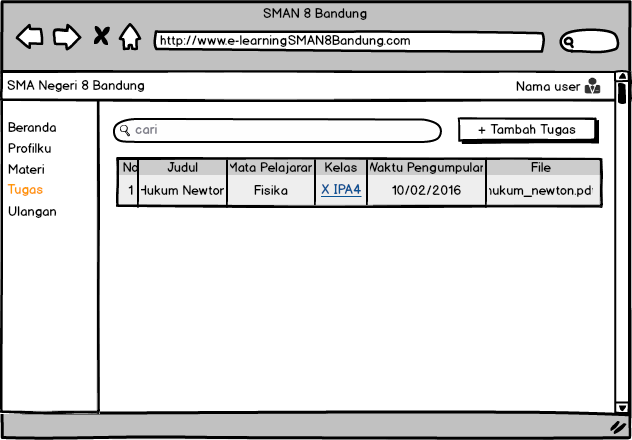 SMAN 8 Bandung
http://www.e-learningSMAN8Bandung.com
SMA Negeri 8 Bandung
Nama user
Beranda
Profilku
Materi
Tugas
Ulangan
cari
+ Tambah Tugas
No Judul Mata Pelajaran Kelas Waktu Pengumpulan File
1 Hukum Newton Fisika X IPA4 10/02/2016 hukum_newton.pdf